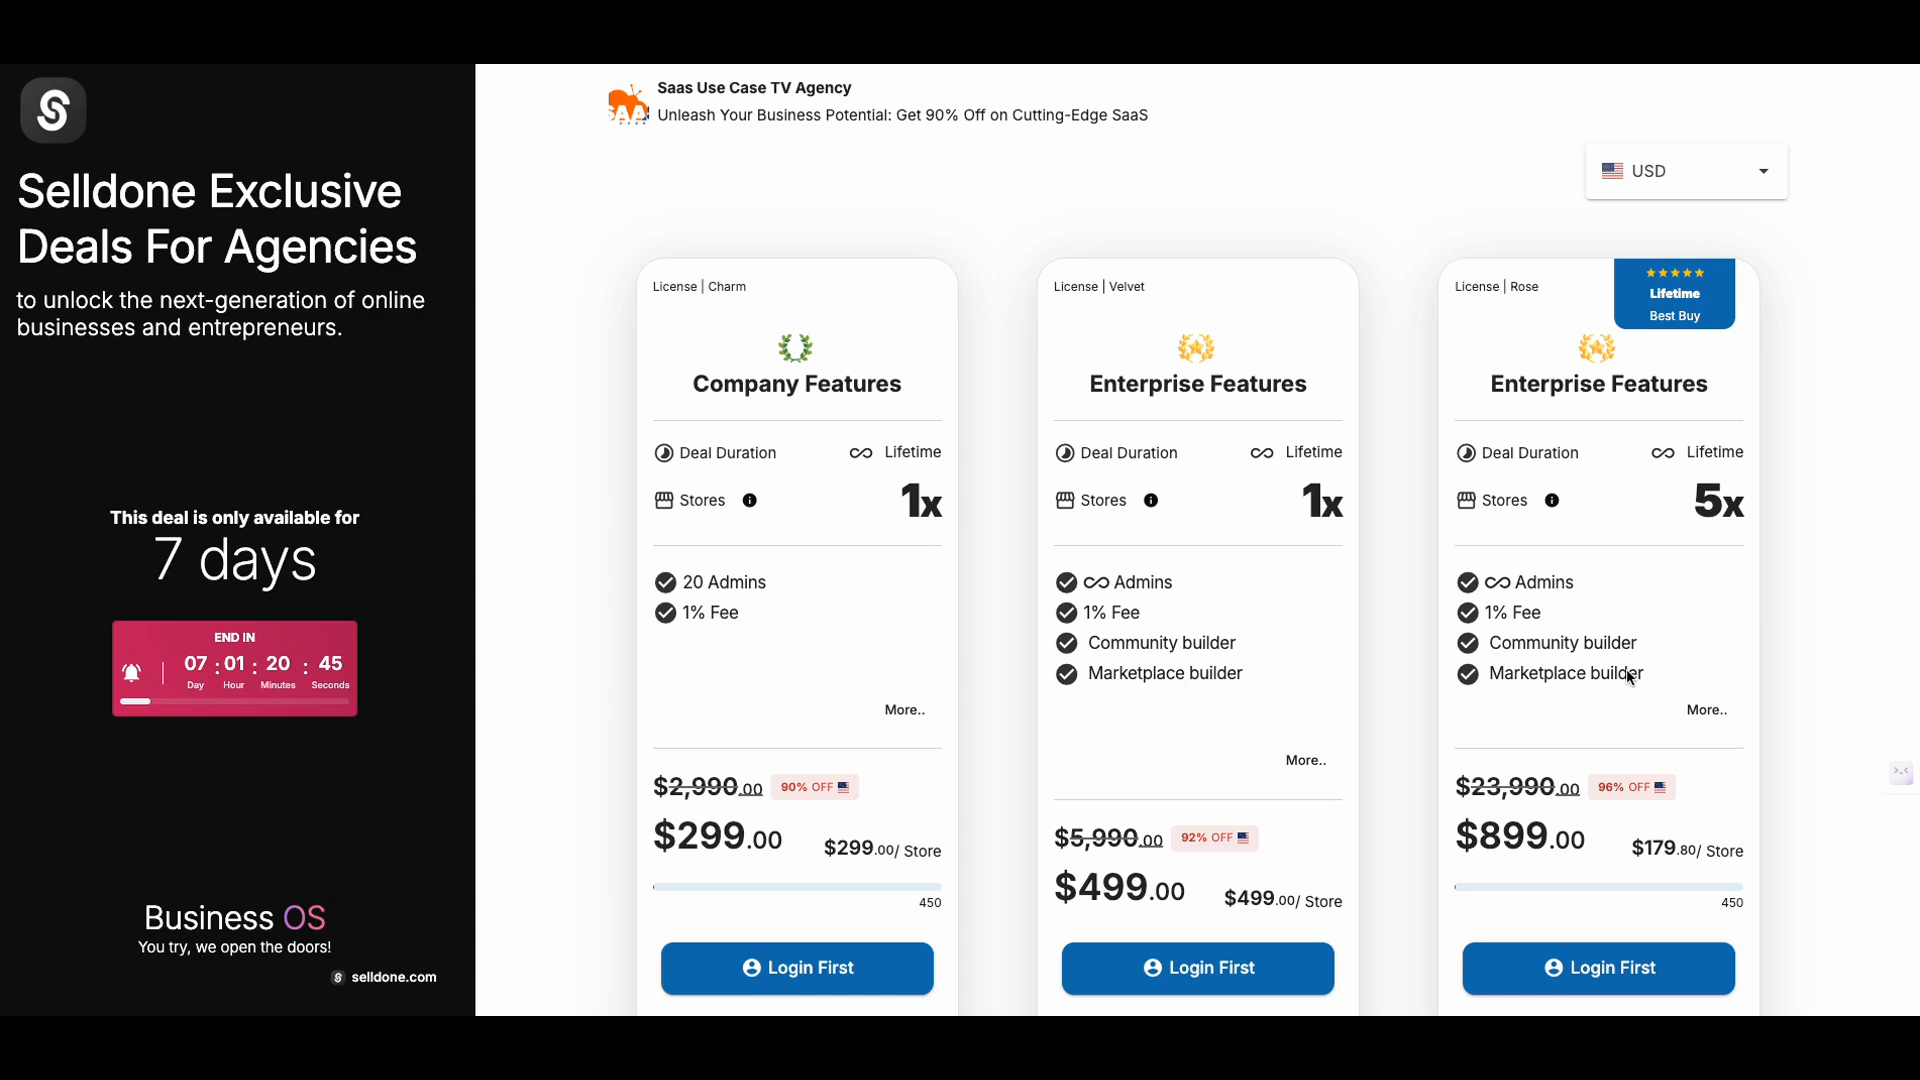 Selldone Exclusive
Deals For Agencies
to unlock the next-generation of online
businesses and entrepreneurs.
This deal is only available for
7 days
END IN
07 : 01 : 20 : 45
Day Hour Minutes Seconds
Business OS
You try, we open the doors!
selldone.com
Saas Use Case TV Agency
Unleash Your Business Potential: Get 90% Off on Cutting-Edge SaaS
USD
License | Charm
Company Features
Deal Duration Lifetime
Stores 1x
20 Admins
1% Fee
More..
$2,990.00 90% OFF
$299.00 $299.00/ Store
450
Login First
License | Velvet
Enterprise Features
Deal Duration Lifetime
Stores 1x
∞ Admins
1% Fee
Community builder
Marketplace builder
More..
$5,990.00 92% OFF
$499.00 $499.00/ Store
Login First
License | Rose
Lifetime
Best Buy
Enterprise Features
Deal Duration Lifetime
Stores 5x
∞ Admins
1% Fee
Community builder
Marketplace builder
More..
$23,990.00 96% OFF
$899.00 $179.80/ Store
450
Login First